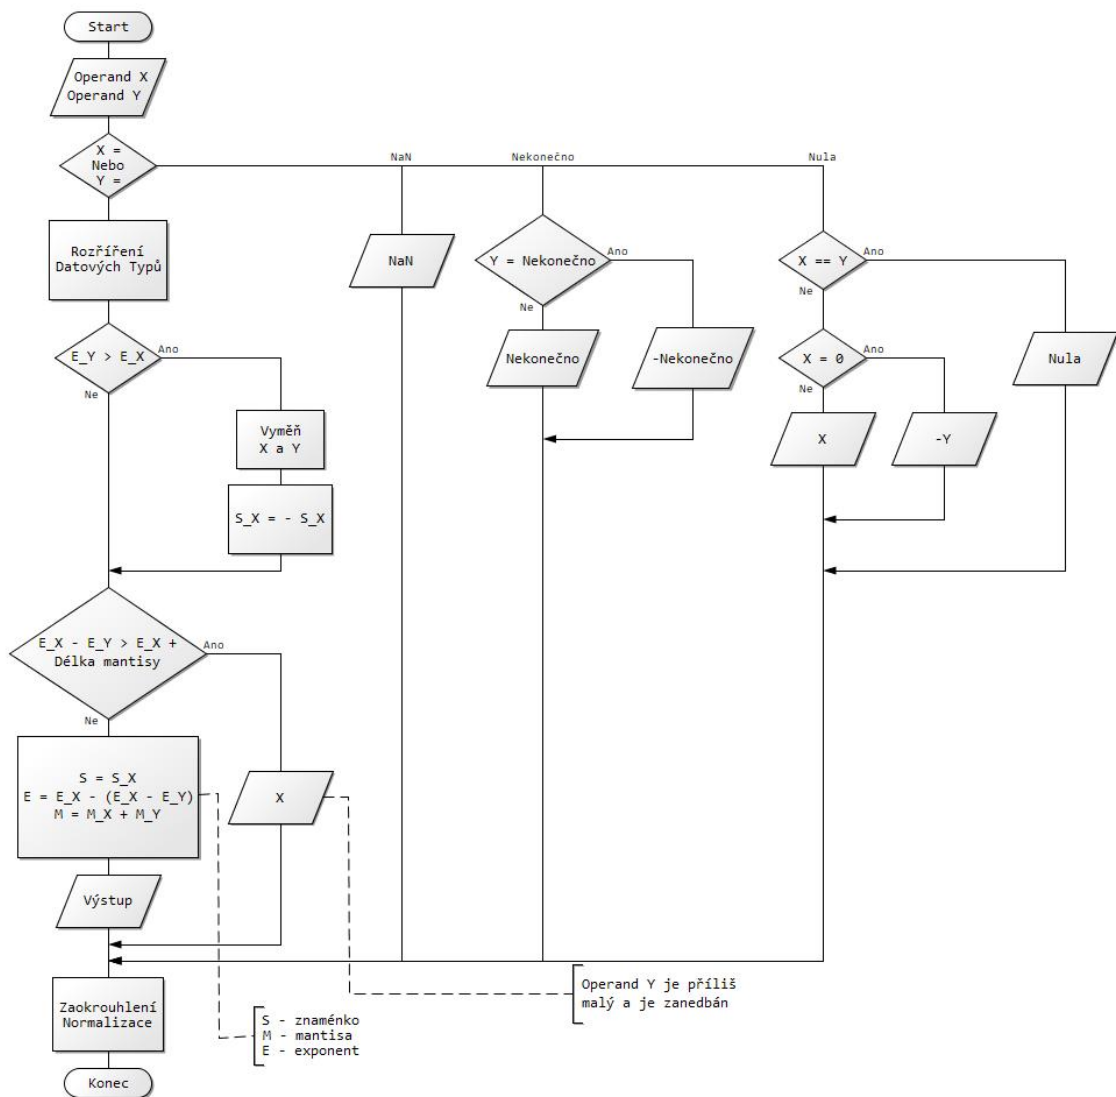 Start
Operand X
Operand Y
X =
Nebo
Y =
NaN
Nekonečno
Nula
Rozříření
Datových Typů
NaN
Y = Nekonečno
Ano
Ne
Nekonečno
-Nekonečno
X == Y
Ano
Ne
X = 0
Ano
Ne
Nula
X
-Y
E_Y > E_X
Ano
Ne
Vyměň
X a Y
S_X = - S_X
E_X - E_Y > E_X +
Délka mantisy
Ano
Ne
S = S_X
E = E_X - (E_X - E_Y)
M = M_X + M_Y
X
Výstup
Zaokrouhlení
Normalizace
S - znaménko
M - mantisa
E - exponent
Operand Y je příliš
malý a je zanedbán
Konec